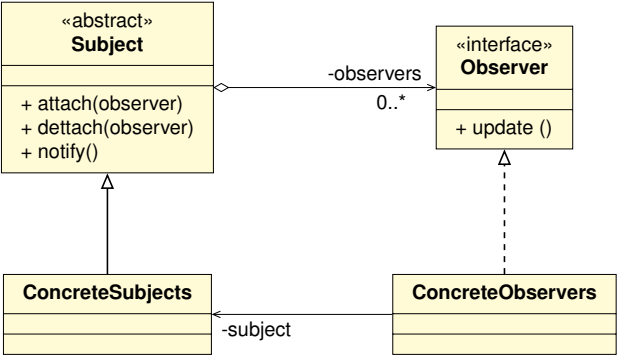 «abstract»
Subject
+ attach(observer)
+ dettach(observer)
+ notify()
-observers
0..*
«interface»
Observer
+ update ()
ConcreteSubjects
-subject
ConcreteObservers